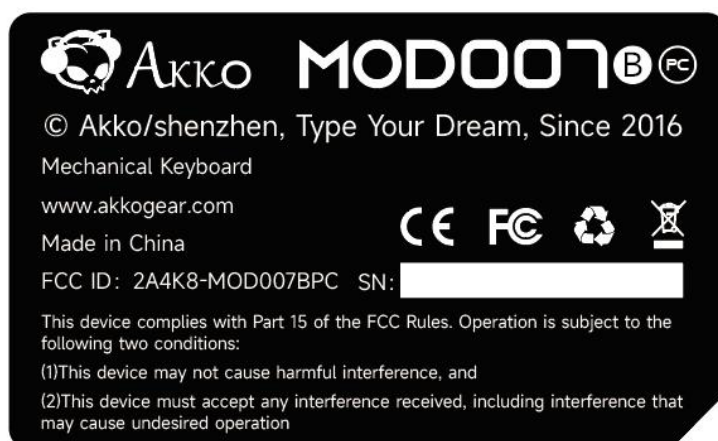 Akko MOD007 B PC
© Akko/shenzhen, Type Your Dream, Since 2016
Mechanical Keyboard
www.akkogear.com
Made in China
CE FC
FCC ID: 2A4K8-MOD007BPC SN:
This device complies with Part 15 of the FCC Rules. Operation is subject to the
following two conditions:
(1)This device may not cause harmful interference, and
(2)This device must accept any interference received, including interference that
may cause undesired operation